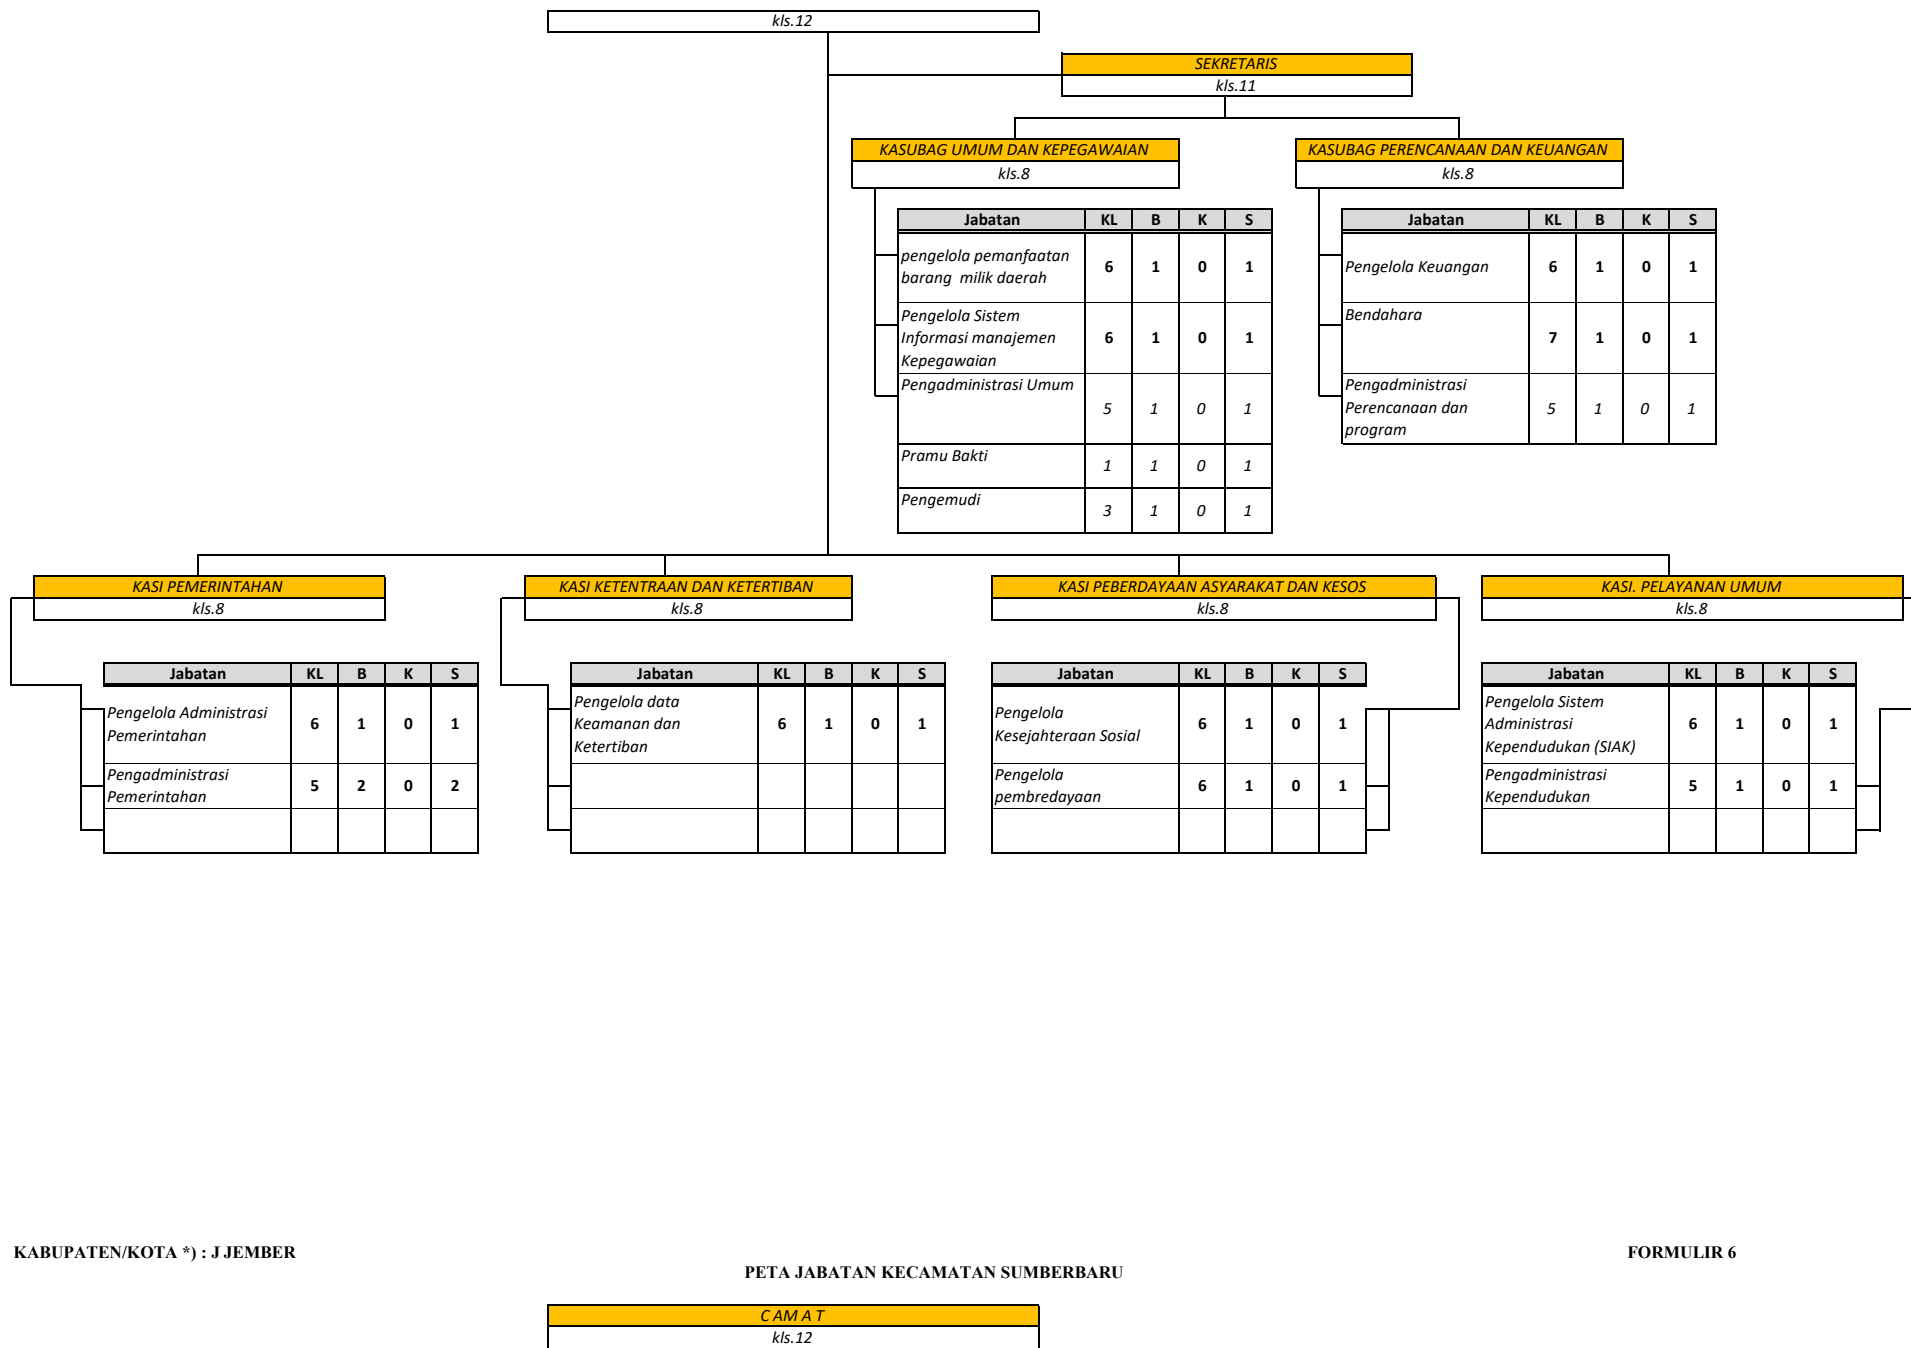 kls.12
SEKRETARIS
kls.11
KASUBAG UMUM DAN KEPEGAWAIAN
kls.8
KASUBAG PERENCANAAN DAN KEUANGAN
kls.8
Jabatan KL B K S
pengelola pemanfaatan
barang milik daerah 6 1 0 1
Pengelola Sistem
Informasi manajemen 6 1 0 1
Kepegawaian
Pengadministrasi Umum
5 1 0 1
Pramu Bakti
1 1 0 1
Pengemudi
3 1 0 1
Jabatan KL B K S
Pengelola Keuangan 6 1 0 1
Bendahara
7 1 0 1
Pengadministrasi
Perencanaan dan 5 1 0 1
program
KASI PEMERINTAHAN
kls.8
KASI KETENTRAAN DAN KETERTIBAN
kls.8
KASI PEBERDAYAAN ASYARAKAT DAN KESOS
kls.8
KASI. PELAYANAN UMUM
kls.8
Jabatan KL B K S
Pengelola Administrasi
Pemerintahan 6 1 0 1
Pengadministrasi
Pemerintahan 5 2 0 2
Jabatan KL B K S
Pengelola data
Keamanan dan 6 1 0 1
Ketertiban
Jabatan KL B K S
Pengelola
Kesejahteraan Sosial 6 1 0 1
Pengelola
pembredayaan 6 1 0 1
Jabatan KL B K S
Pengelola Sistem
Administrasi 6 1 0 1
Kependudukan (SIAK)
Pengadministrasi
Kependudukan 5 1 0 1
KABUPATEN/KOTA *) : J JEMBER
FORMULIR 6
PETA JABATAN KECAMATAN SUMBERBARU
C AM A T
kls.12